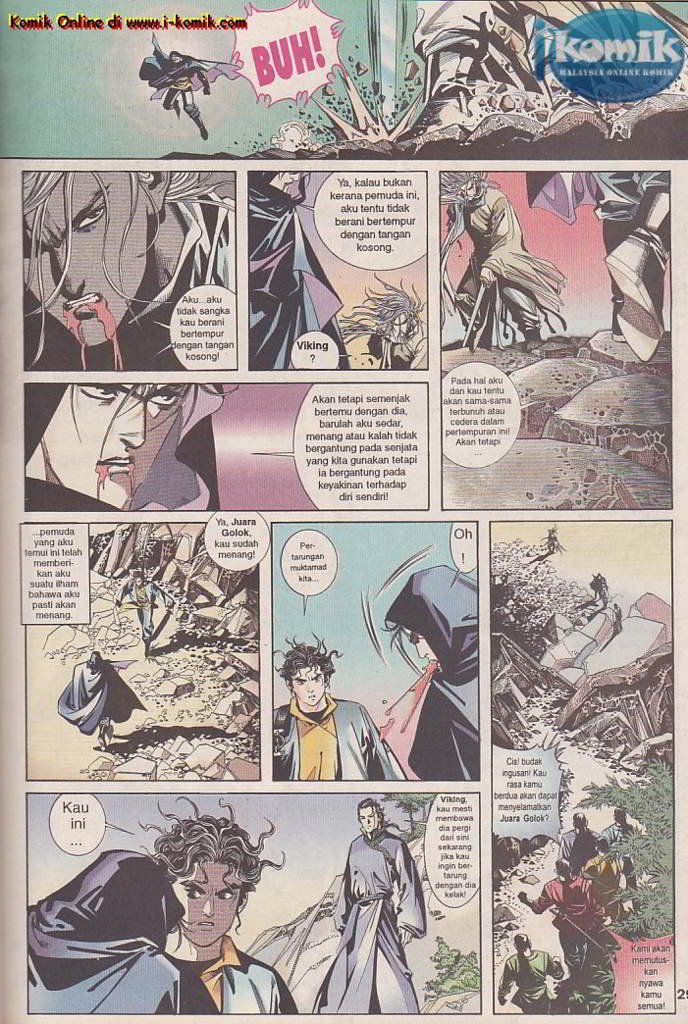 Komik Online di www.i-komik.com
BUH!
ikomik
MALAYSIA ONLINE KOMIK
Aku...aku
tidak sangka
kau berani
bertempur
dengan tangan
kosong!
Ya, kalau bukan
kerana pemuda ini,
aku tentu tidak
berani bertempur
dengan tangan
kosong.
Viking
?
Pada hal aku
dan kau tentu
akan sama-sama
terbunuh atau
cedera dalam
pertempuran ini!
Akan tetapi
...
Akan tetapi semenjak
bertemu dengan dia,
barulah aku sedar,
menang atau kalah tidak
bergantung pada senjata
yang kita gunakan tetapi
ia bergantung pada
keyakinan terhadap
diri sendiri!
...pemuda
yang aku
temui ini telah
memberi-
kan aku
suatu ilham
bahawa aku
pasti akan
menang.
Ya, Juara
Golok,
kau sudah
menang!
Per-
tarungan
muktamad
kita...
Oh
!
Cis! budak
ingusan! Kau
rasa kamu
berdua akan dapat
menyelamatkan
Juara Golok?
Kau
ini
...
Viking,
kau mesti
membawa
dia pergi
dari sini
sekarang
jika kau
ingin ber-
tarung
dengan dia
kelak!
Kami akan
memutus-
kan
nyawa
kamu
semua!